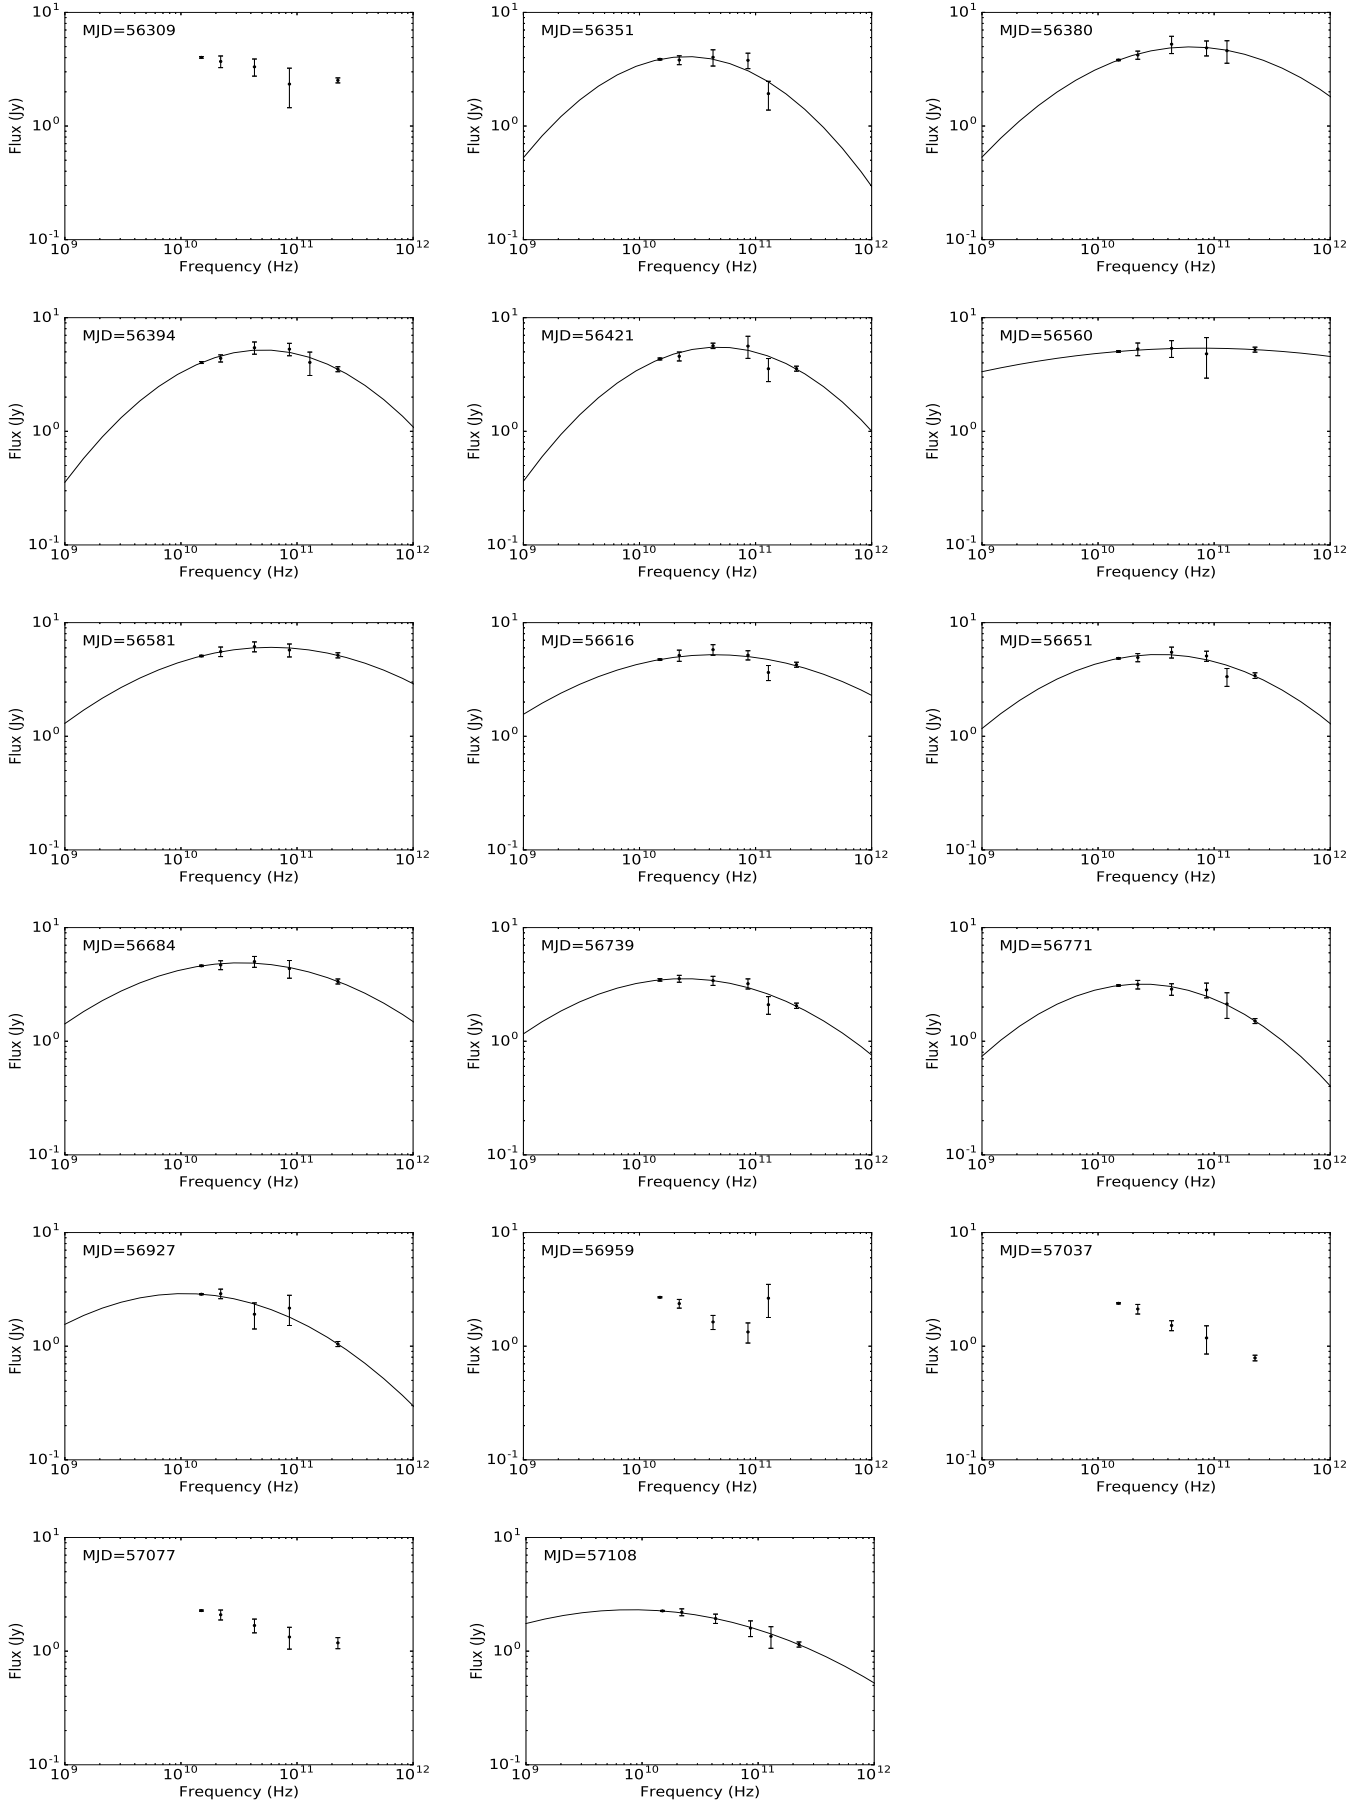 MJD=56309
Flux (Jy)
10^1
10^0
10^-1
10^9 10^10 10^11 10^12
Frequency (Hz)
MJD=56351
Flux (Jy)
10^1
10^0
10^-1
10^9 10^10 10^11 10^12
Frequency (Hz)
MJD=56380
Flux (Jy)
10^1
10^0
10^-1
10^9 10^10 10^11 10^12
Frequency (Hz)
MJD=56394
Flux (Jy)
10^1
10^0
10^-1
10^9 10^10 10^11 10^12
Frequency (Hz)
MJD=56421
Flux (Jy)
10^1
10^0
10^-1
10^9 10^10 10^11 10^12
Frequency (Hz)
MJD=56560
Flux (Jy)
10^1
10^0
10^-1
10^9 10^10 10^11 10^12
Frequency (Hz)
MJD=56581
Flux (Jy)
10^1
10^0
10^-1
10^9 10^10 10^11 10^12
Frequency (Hz)
MJD=56616
Flux (Jy)
10^1
10^0
10^-1
10^9 10^10 10^11 10^12
Frequency (Hz)
MJD=56651
Flux (Jy)
10^1
10^0
10^-1
10^9 10^10 10^11 10^12
Frequency (Hz)
MJD=56684
Flux (Jy)
10^1
10^0
10^-1
10^9 10^10 10^11 10^12
Frequency (Hz)
MJD=56739
Flux (Jy)
10^1
10^0
10^-1
10^9 10^10 10^11 10^12
Frequency (Hz)
MJD=56771
Flux (Jy)
10^1
10^0
10^-1
10^9 10^10 10^11 10^12
Frequency (Hz)
MJD=56927
Flux (Jy)
10^1
10^0
10^-1
10^9 10^10 10^11 10^12
Frequency (Hz)
MJD=56959
Flux (Jy)
10^1
10^0
10^-1
10^9 10^10 10^11 10^12
Frequency (Hz)
MJD=57037
Flux (Jy)
10^1
10^0
10^-1
10^9 10^10 10^11 10^12
Frequency (Hz)
MJD=57077
Flux (Jy)
10^1
10^0
10^-1
10^9 10^10 10^11 10^12
Frequency (Hz)
MJD=57108
Flux (Jy)
10^1
10^0
10^-1
10^9 10^10 10^11 10^12
Frequency (Hz)